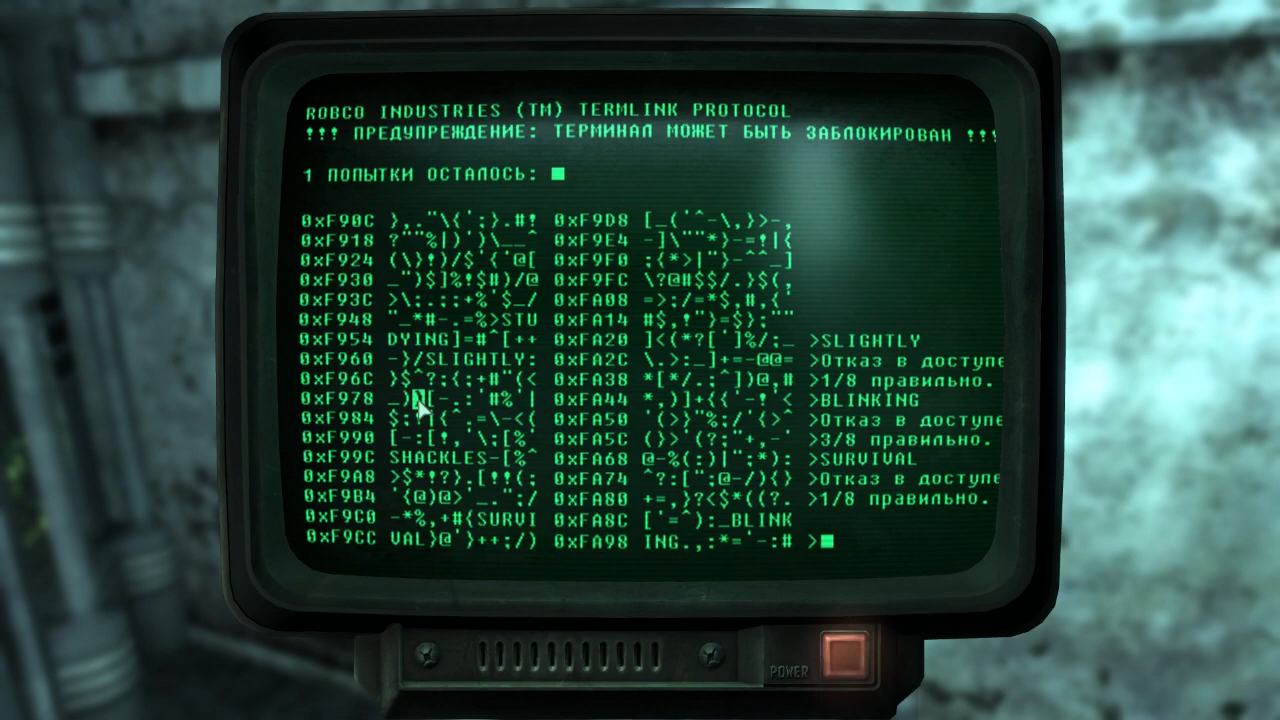 ROBCO INDUSTRIES (TM) TERMLINK PROTOCOL
!!! ПРЕДУПРЕЖДЕНИЕ: ТЕРМИНАЛ МОЖЕТ БЫТЬ ЗАБЛОКИРОВАН !!!
1 ПОПЫТКИ ОСТАЛОСЬ:
0xF90C },."\{';}.#! 0xF9D8 [_('^-\,}>-,
0xF918 ?"^"%|)')\__^ 0xF9E4 -]\"^"*}-=!|{
0xF924 (\}!)/$'{'@[ 0xF9F0 ;{*>|"}-^^_]
0xF930 _")$]%!$#)/@ 0xF9FC \?@#$$/.}$(,
0xF93C >\:.::+%'$_/ 0xFA08 =>;/=*$,#,{'
0xF948 "_*#-.=%>STU 0xFA14 #$,!"}=$};""
0xF954 DYING]=#^[++ 0xFA20 ]<(*?[']%/;_ >SLIGHTLY
0xF960 -}/SLIGHTLY: 0xFA2C \.>:_]+=-@@= >Отказ в доступе
0xF96C }$^?:{:+#"(< 0xFA38 *[*/.:^])@,# >1/8 правильно.
0xF978 _) [-.:'#%'| 0xFA44 *,)]+{{'-!'< >BLINKING
0xF984 $: |{^.=\-<( 0xFA50 '(>}"%;/'{>^ >Отказ в доступе
0xF990 [-:[!,'\:[%, 0xFA5C (}>'(?:"+,-' >3/8 правильно.
0xF99C SHACKLES-[%^ 0xFA68 @-%(:)|";*): >SURVIVAL
0xF9A8 >$*!?}.[!!(; 0xFA74 ^?:[";@-/){} >Отказ в доступе
0xF9B4 '{@)@>'_.";/ 0xFA80 +=,}?<$*((?. >1/8 правильно.
0xF9C0 -*%,+#{SURVI 0xFA8C ['=^):_BLINK
0xF9CC VAL}@'}++;/) 0xFA98 ING.,:*='-:# >
POWER